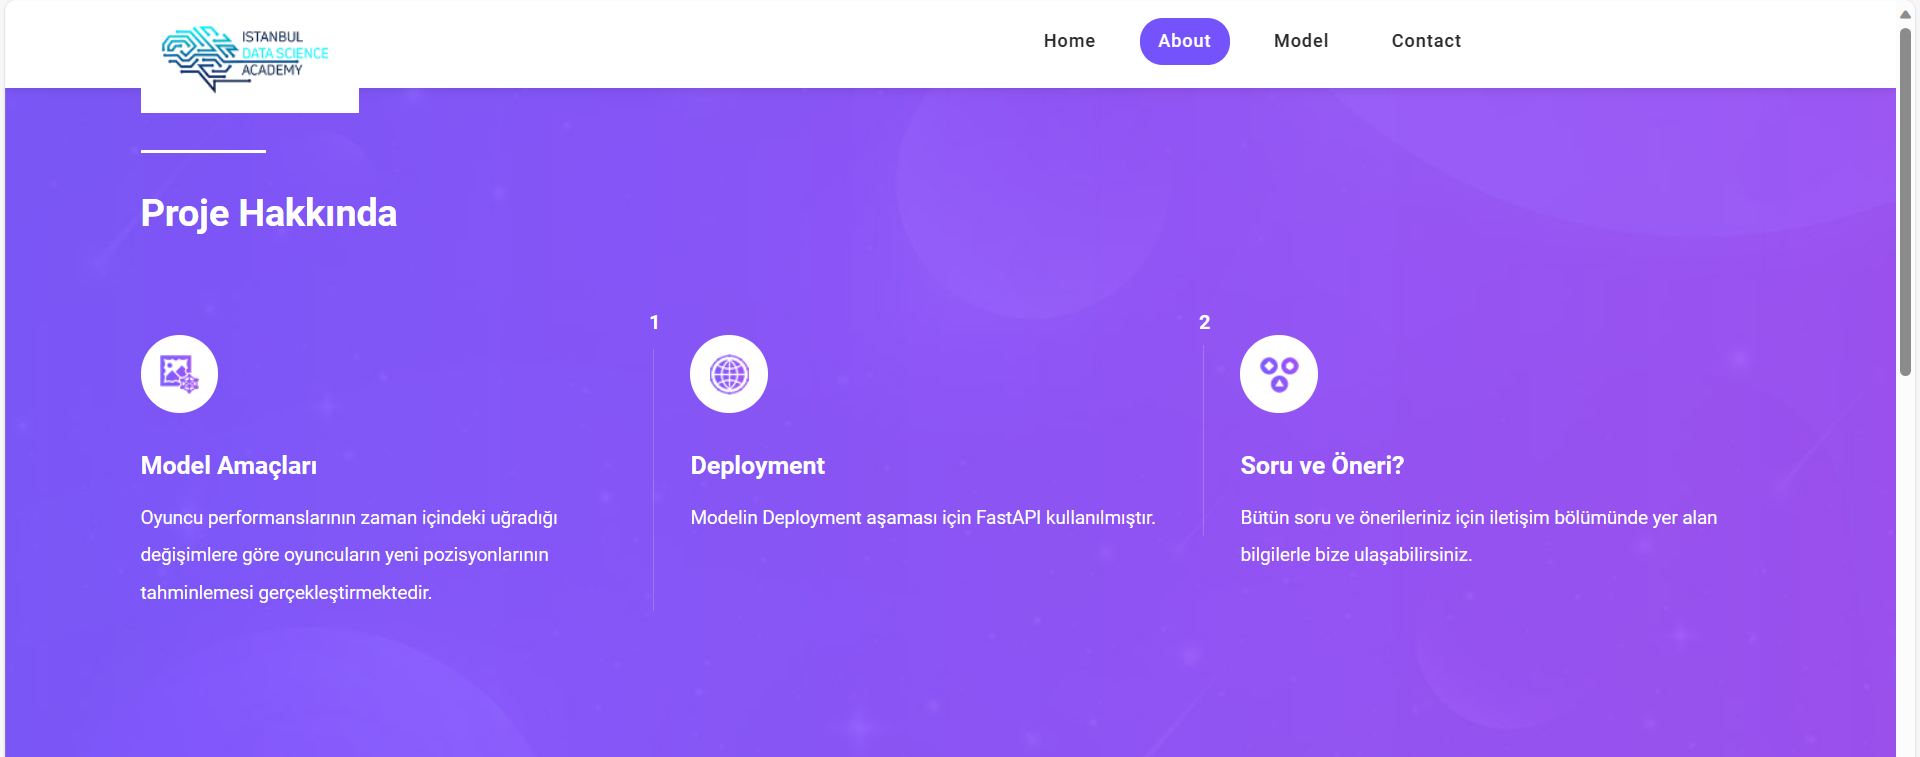 ISTANBUL
DATA SCIENCE
ACADEMY
Home About Model Contact
Proje Hakkında
1
2
Model Amaçları
Oyuncu performanslarının zaman içindeki uğradığı
değişimlere göre oyuncuların yeni pozisyonlarının
tahminlemesi gerçekleştirmektedir.
Deployment
Modelin Deployment aşaması için FastAPI kullanılmıştır.
Soru ve Öneri?
Bütün soru ve önerileriniz için iletişim bölümünde yer alan
bilgilerle bize ulaşabilirsiniz.